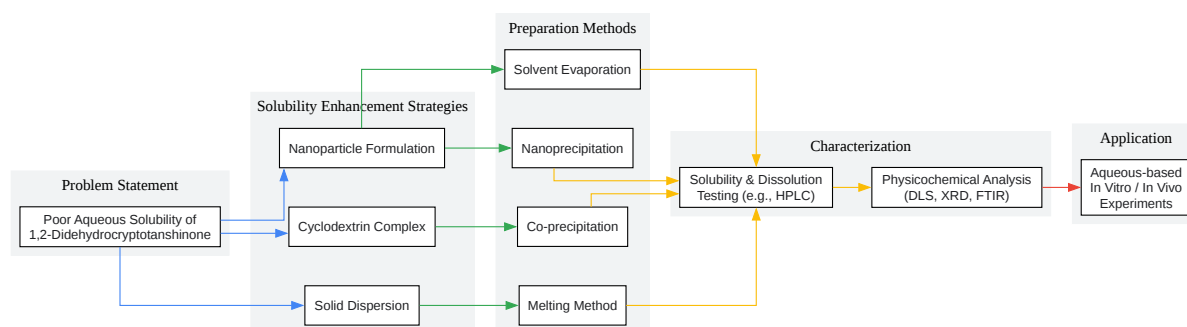 Preparation Methods
Solvent Evaporation
Solubility Enhancement Strategies
Nanoparticle Formulation
Nanoprecipitation
Characterization
Application
Problem Statement
Solubility & Dissolution
Testing (e.g., HPLC)
Physicochemical Analysis
(DLS, XRD, FTIR)
Aqueous-based
In Vitro / In Vivo
Experiments
Poor Aqueous Solubility of
1,2-Didehydrocryptotanshinone
Cyclodextrin Complex
Co-precipitation
Solid Dispersion
Melting Method